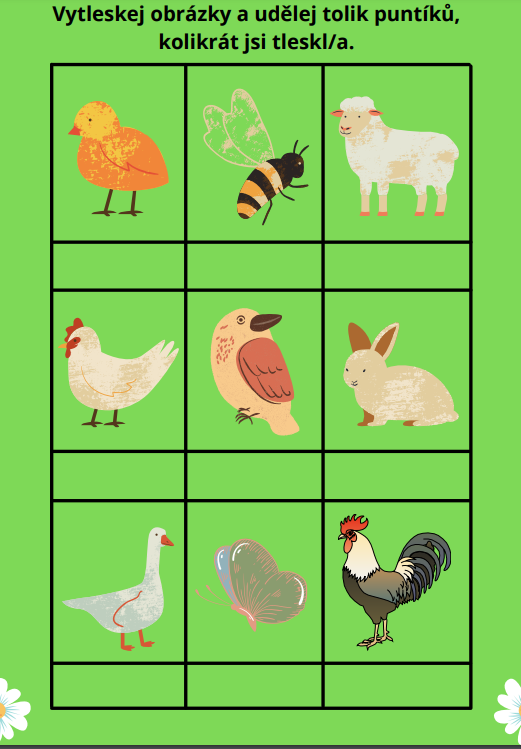 Vytleskej obrázky a udělej tolik puntíků,
kolikrát jsi tleskl/a.